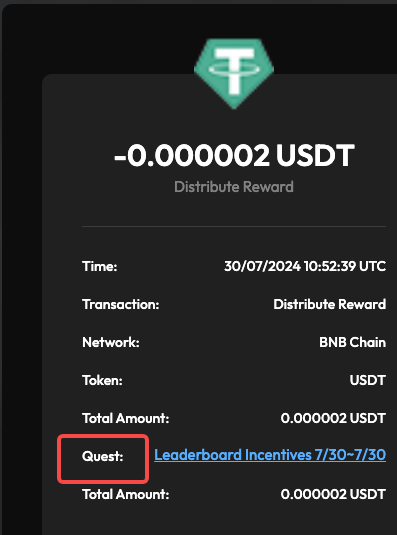 -0.000002 USDT
Distribute Reward
Time: 30/07/2024 10:52:39 UTC
Transaction: Distribute Reward
Network: BNB Chain
Token: USDT
Total Amount: 0.000002 USDT
Quest: Leaderboard Incentives 7/30~7/30
Total Amount: 0.000002 USDT